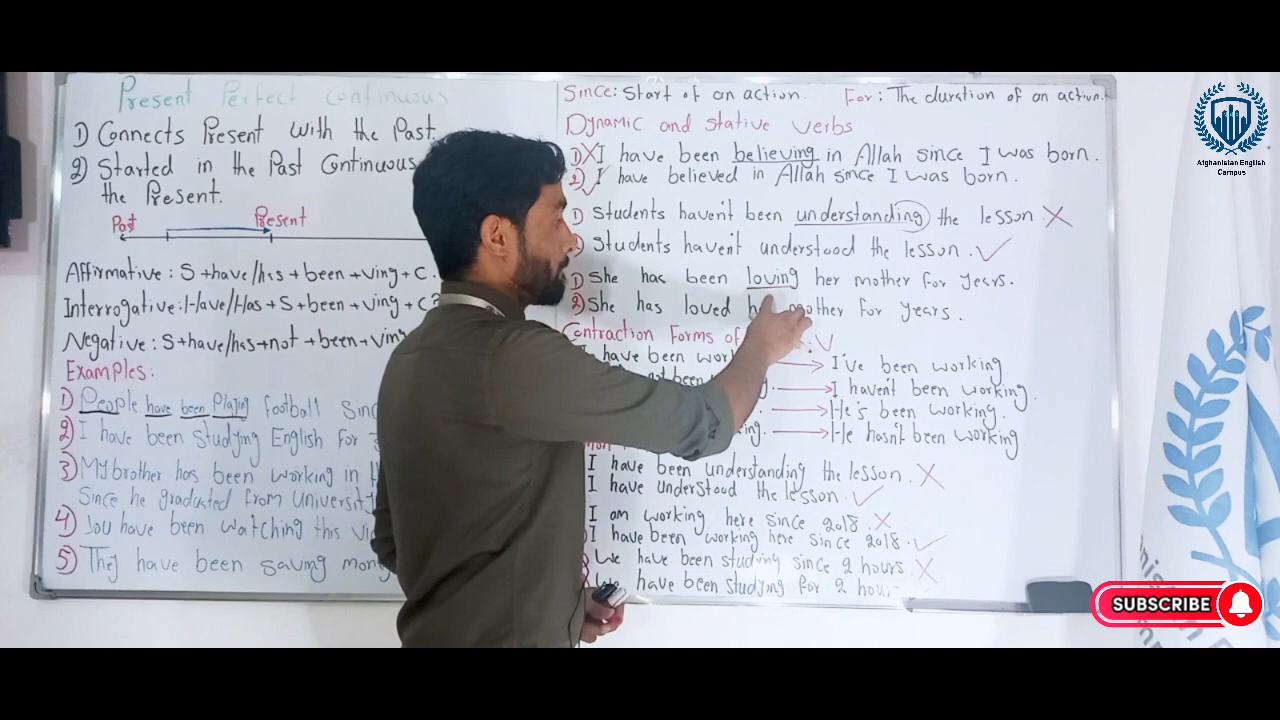 Present Perfect Continuous
1) Connects Present with the Past.
2) Started in the Past Continuous
the Present.
Past Present
Affirmative: S+have/has+been+ving+C.
Interrogative: Have/Has+S+been+ving+C?
Negative: S+have/has+not+been+ving
Examples:
1) People have been Playing football Sinc
2) I have been studying English for
3) My brother has been working in
Since he graduated from University
4) You have been watching this vi
5) They have been saving mon
Since: Start of an action. For: The duration of an action.
Dynamic and stative verbs
1) X I have been believing in Allah since I was born.
2) ✓ I have believed in Allah since I was born.
1) Students haven't been understanding the lesson. X
2) Students haven't understood the lesson. ✓
1) She has been loving her mother for years.
2) She has loved mother for years.
Contraction Forms of
I have been wor → I've been working.
not been → I haven't been working.
→ He's been working.
king. → He hasn't been working
I have been understanding the lesson. X
I have understood the lesson. ✓
I am working here since 2018. X
I have been working here since 2018. ✓
We have been studying since 2 hours. X
We have been studying for 2 hour
Afghanistan English
Campus
SUBSCRIBE